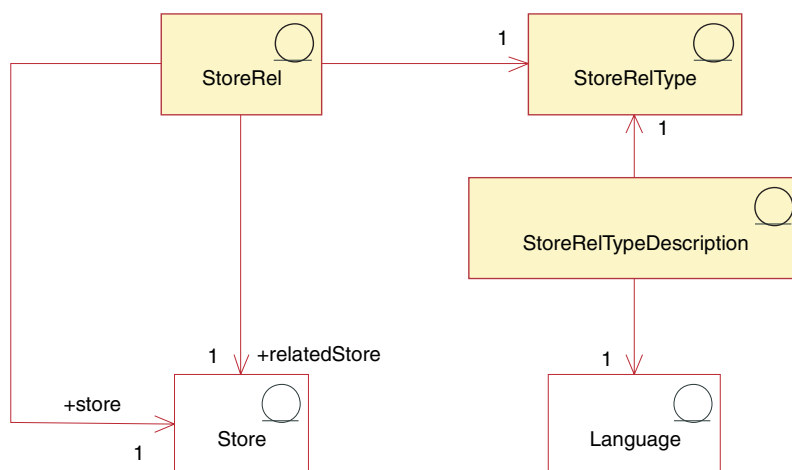 1
StoreRel
StoreRelType
1
StoreRelTypeDescription
1
+relatedStore
1
+store
1
Store
Language